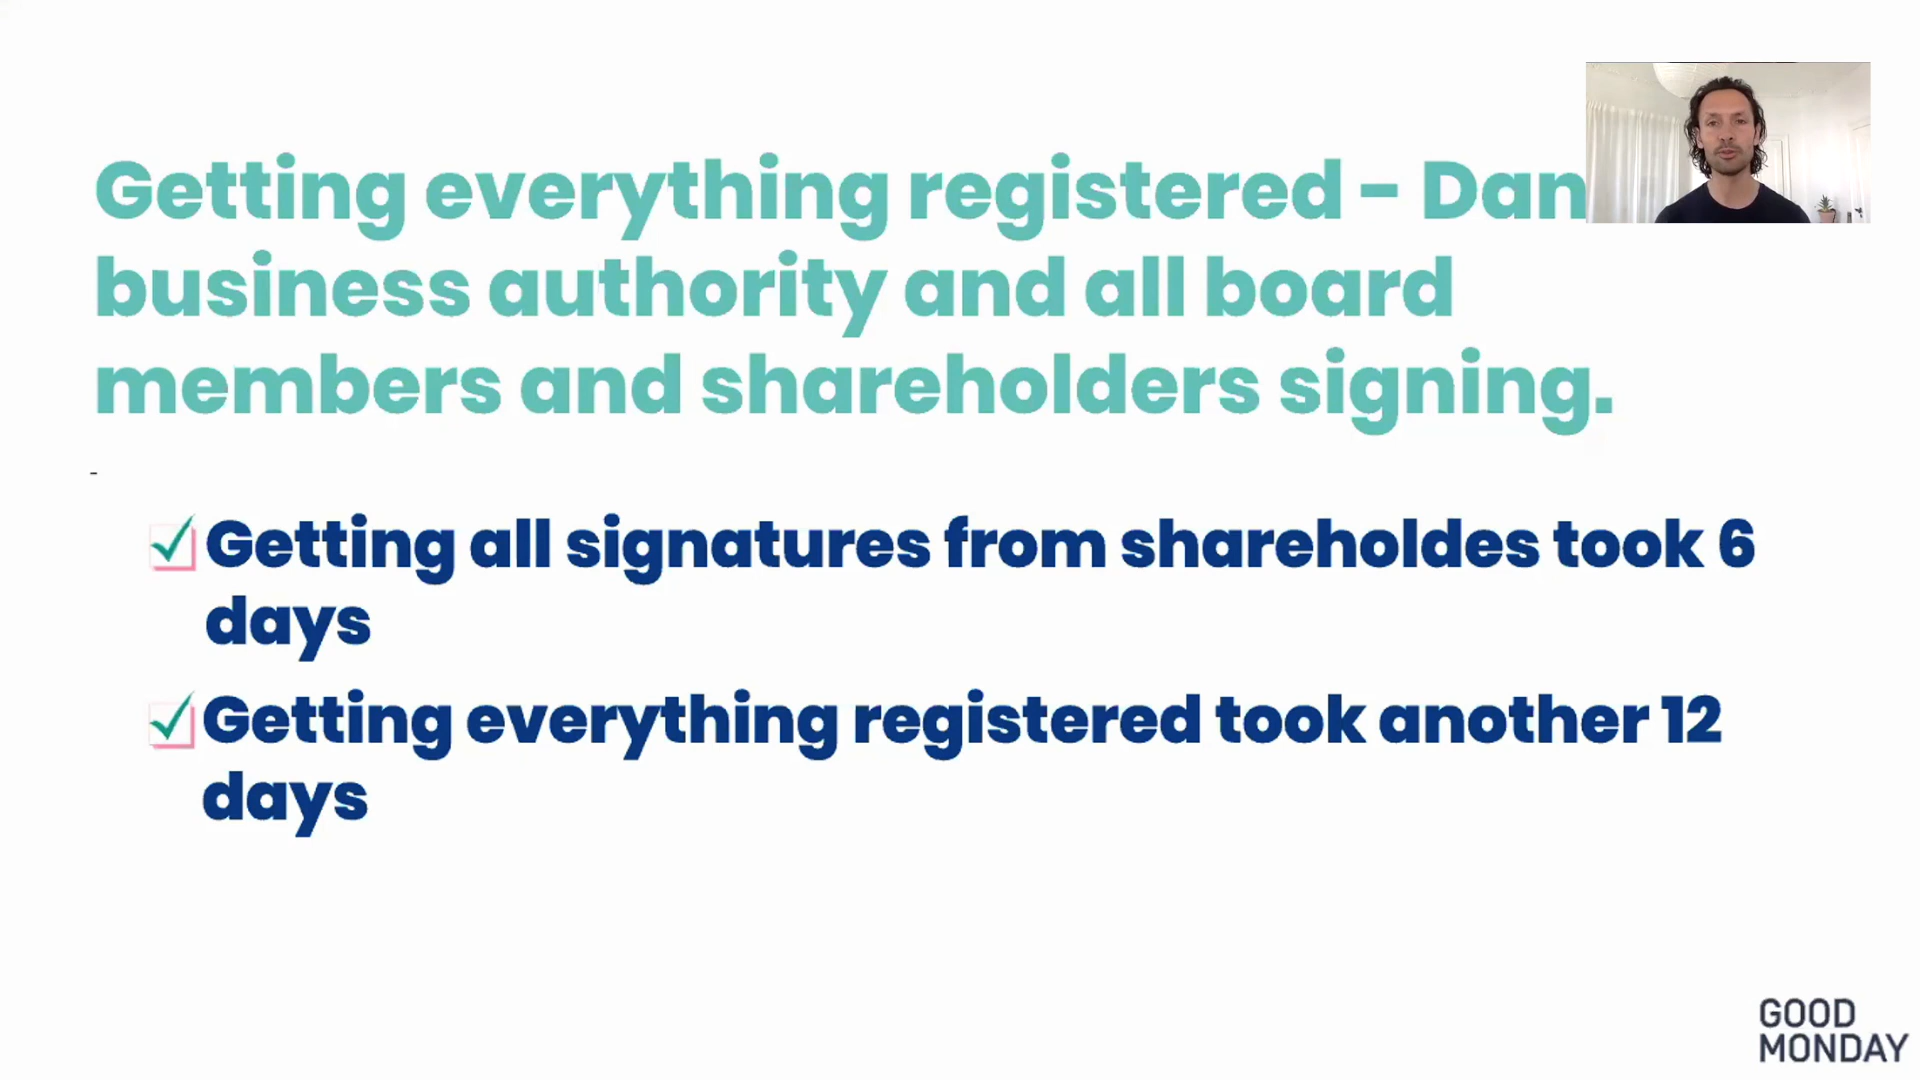 Getting everything registered – Dan
business authority and all board
members and shareholders signing.
-
Getting all signatures from shareholdes took 6
days
Getting everything registered took another 12
days
GOOD
MONDAY